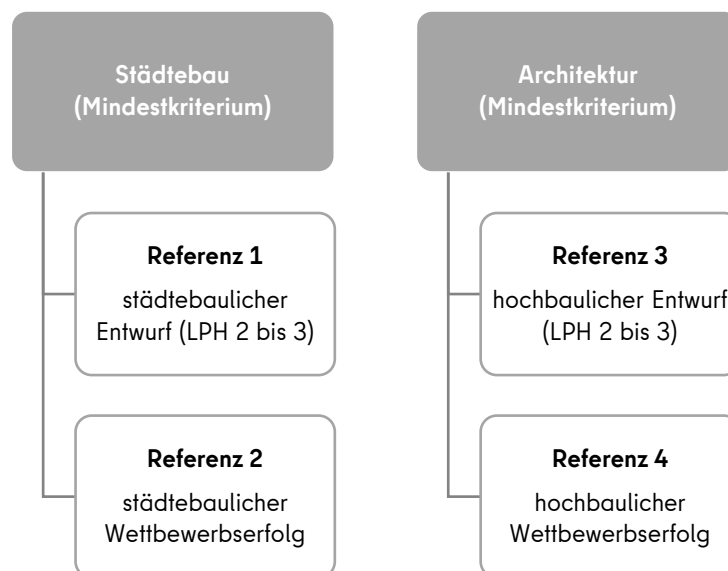 Städtebau
(Mindestkriterium)
Referenz 1
städtebaulicher
Entwurf (LPH 2 bis 3)
Referenz 2
städtebaulicher
Wettbewerbserfolg
Architektur
(Mindestkriterium)
Referenz 3
hochbaulicher Entwurf
(LPH 2 bis 3)
Referenz 4
hochbaulicher
Wettbewerbserfolg